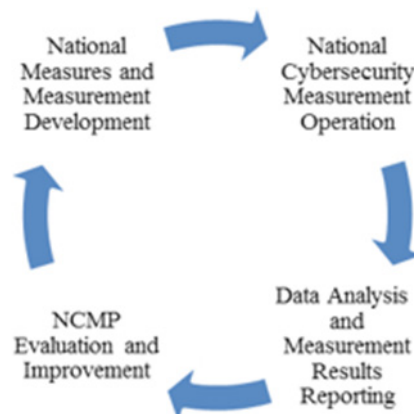 National
Measures and
Measurement
Development
National
Cybersecurity
Measurement
Operation
Data Analysis
and
Measurement
Results
Reporting
NCMP
Evaluation and
Improvement